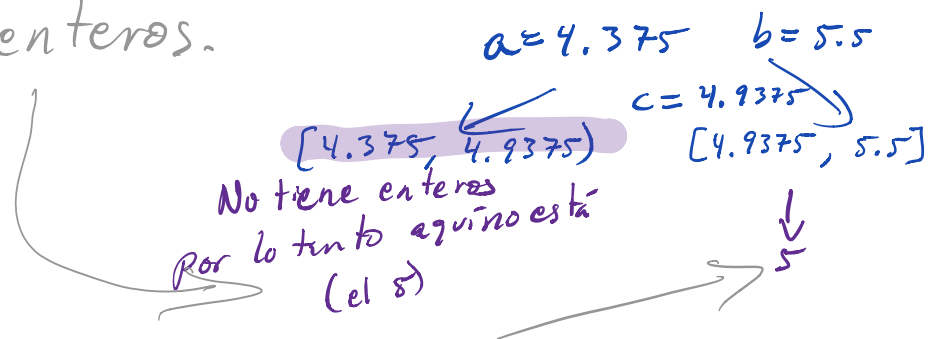 enteros.
a=4.375 b=5.5
c=4.9375
[4.375, 4.9375) [4.9375, 5.5]
No tiene enteros
Por lo tanto aquí no está
(el 5)
5